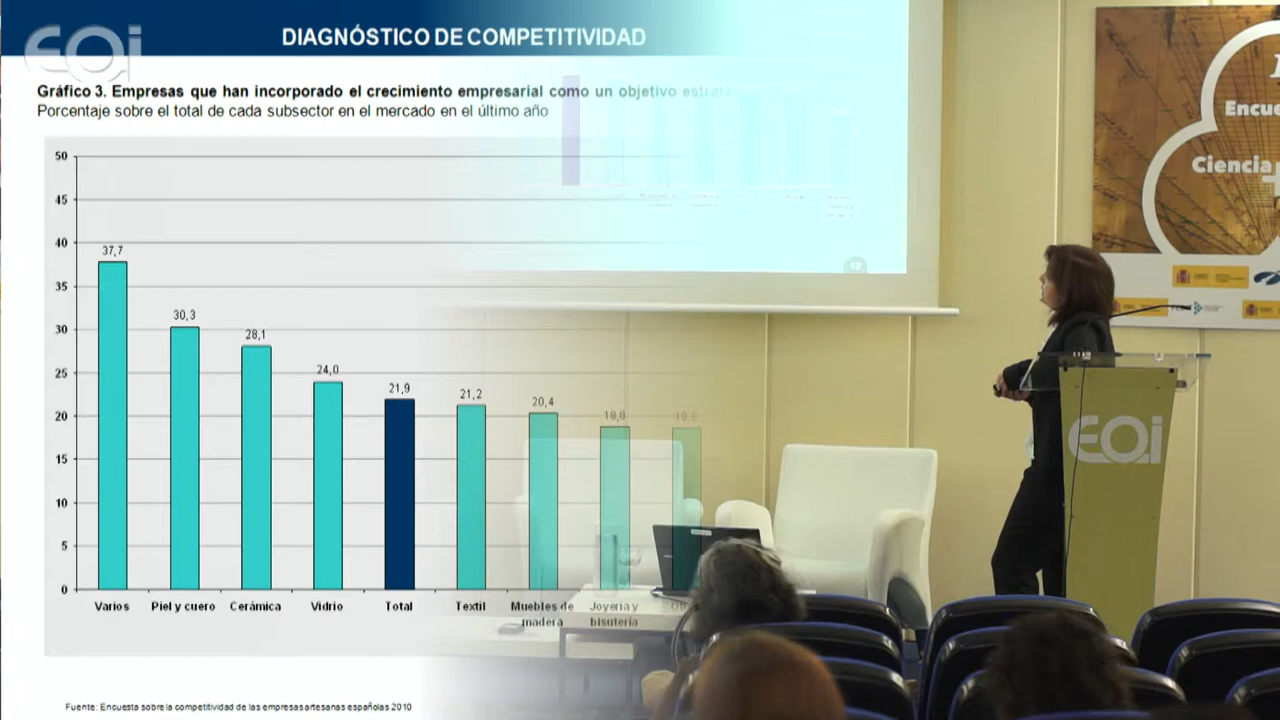 EOi
DIAGNÓSTICO DE COMPETITIVIDAD
Gráfico 3. Empresas que han incorporado el crecimiento empresarial como un objetivo
Porcentaje sobre el total de cada subsector en el mercado en el último año
50
45
40
35
30
25
20
15
10
5
0
37,7
30,3
28,1
24,0
21,9
21,2
20,4
18,8
18,6
Varios
Piel y cuero
Cerámica
Vidrio
Total
Textil
Muebles de
madera
Joyería y
bisutería
Fuente: Encuesta sobre la competitividad de las empresas artesanas españolas 2010
Ciencia
EOi